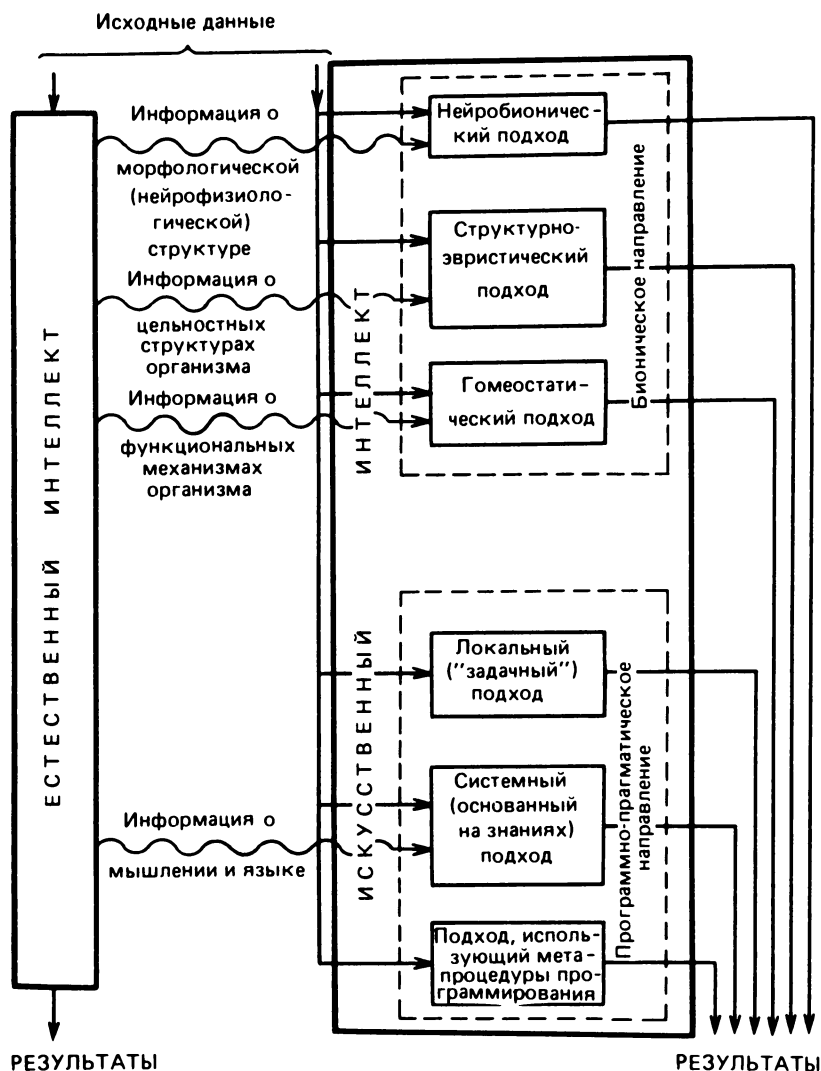 Исходные данные
Информация о
морфологической
(нейрофизиоло-
гической)
структуре
Информация о
цельностных
структурах
организма
Информация о
функциональных
механизмах
организма
Информация о
мышлении и языке
ЕСТЕСТВЕННЫЙ ИНТЕЛЛЕКТ
ИСКУССТВЕННЫЙ ИНТЕЛЛЕКТ
Нейробионичес-
кий подход
Структурно-
эвристический
подход
Гомеостати-
ческий подход
Бионическое направление
Локальный
("задачный")
подход
Системный
(основанный
на знаниях)
подход
Подход, исполь-
зующий мета-
процедуры про-
граммирования
Программно-прагматическое
направление
РЕЗУЛЬТАТЫ
РЕЗУЛЬТАТЫ